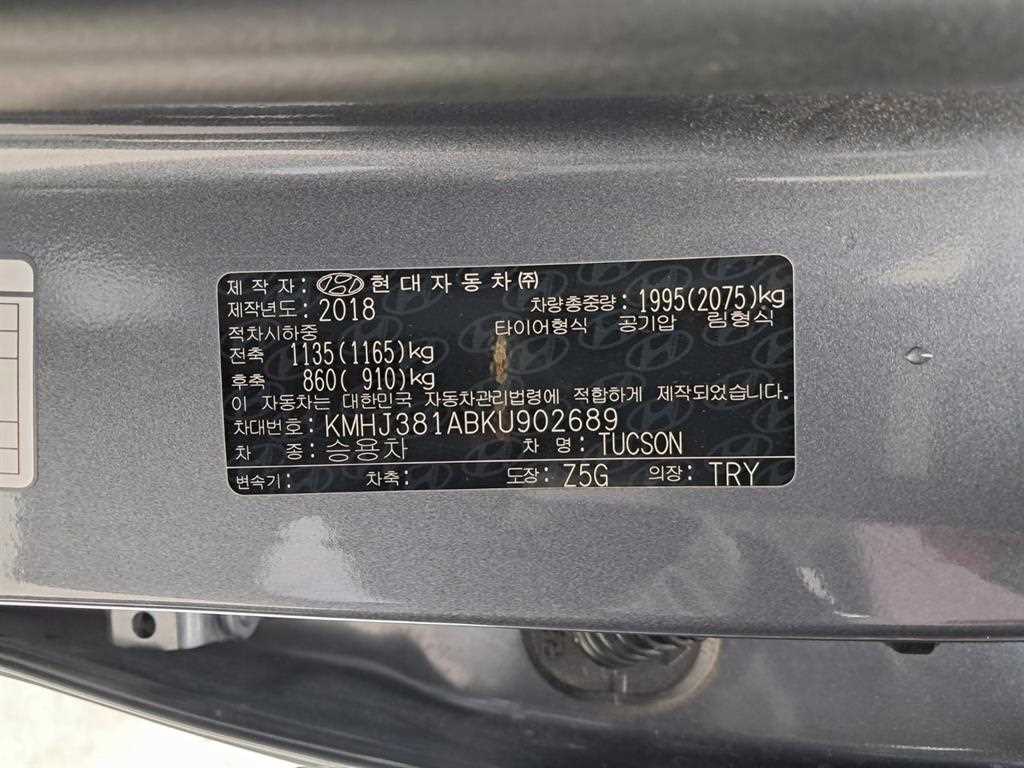 제 작 자: 현대자동차㈜
제작년도: 2018 차량총중량: 1995(2075)kg
적차시하중 타이어형식 공기압 림형식
전축 1135(1165)kg
후축 860( 910)kg
이 자동차는 대한민국 자동차관리법령에 적합하게 제작되었습니다.
차대번호: KMHJ381ABKU902689
차 종: 승용차 차 명: TUCSON
변속기: 차축: 도장: Z5G 의장: TRY